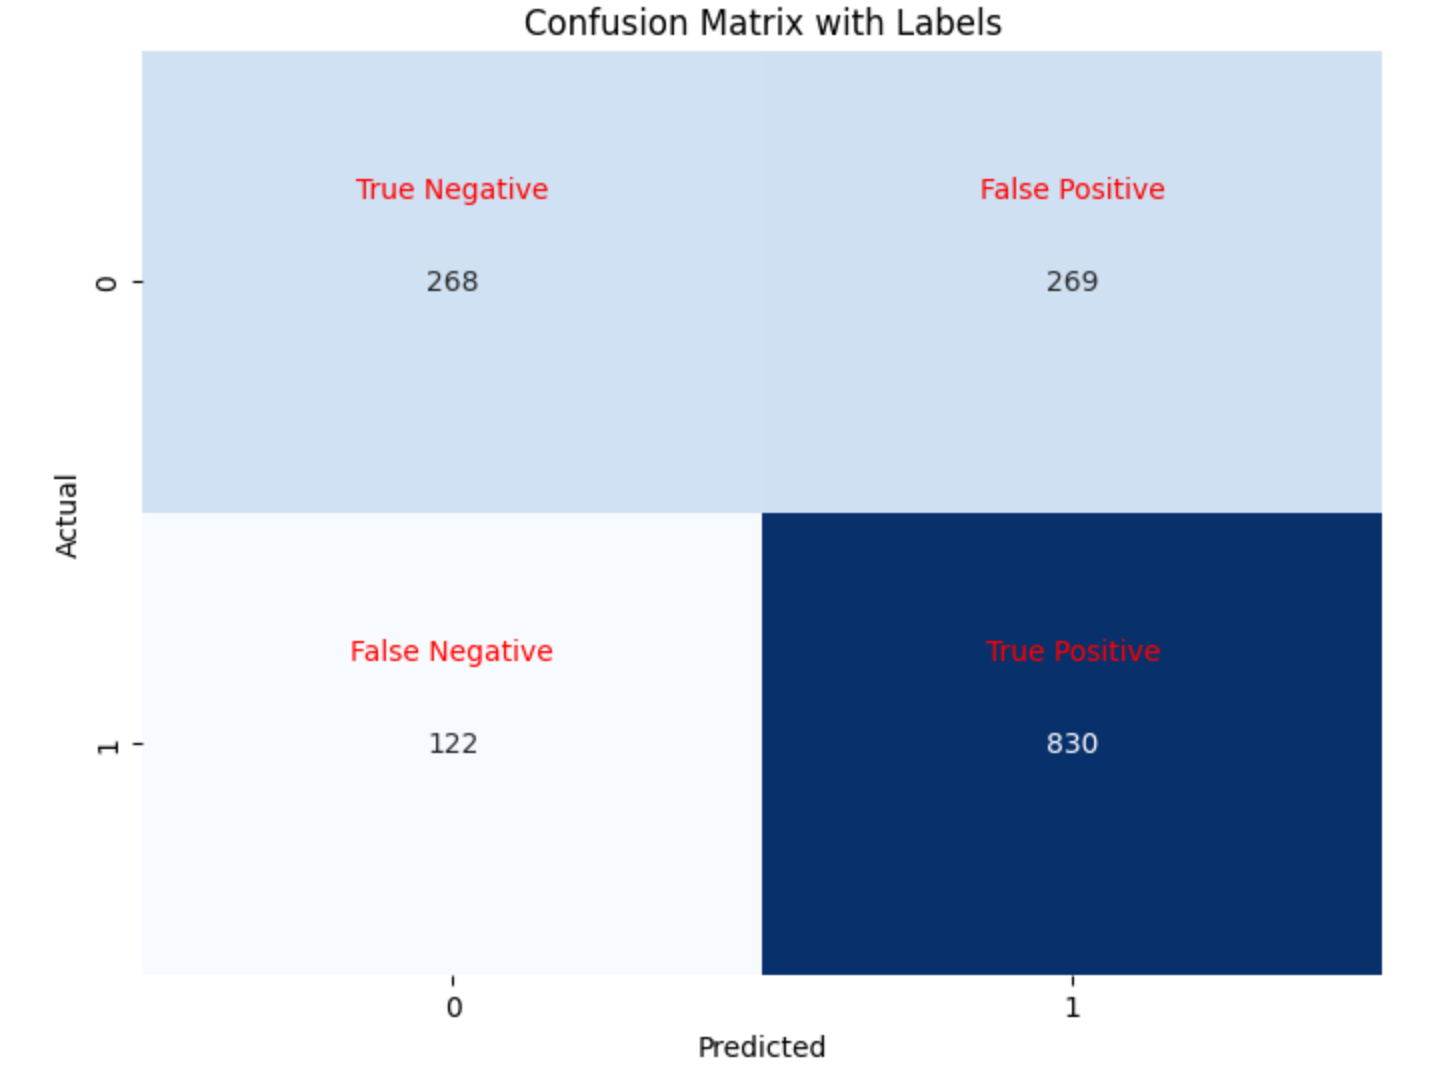 Confusion Matrix with Labels
True Negative
False Positive
0
268
269
Actual
False Negative
True Positive
1
122
830
0
1
Predicted